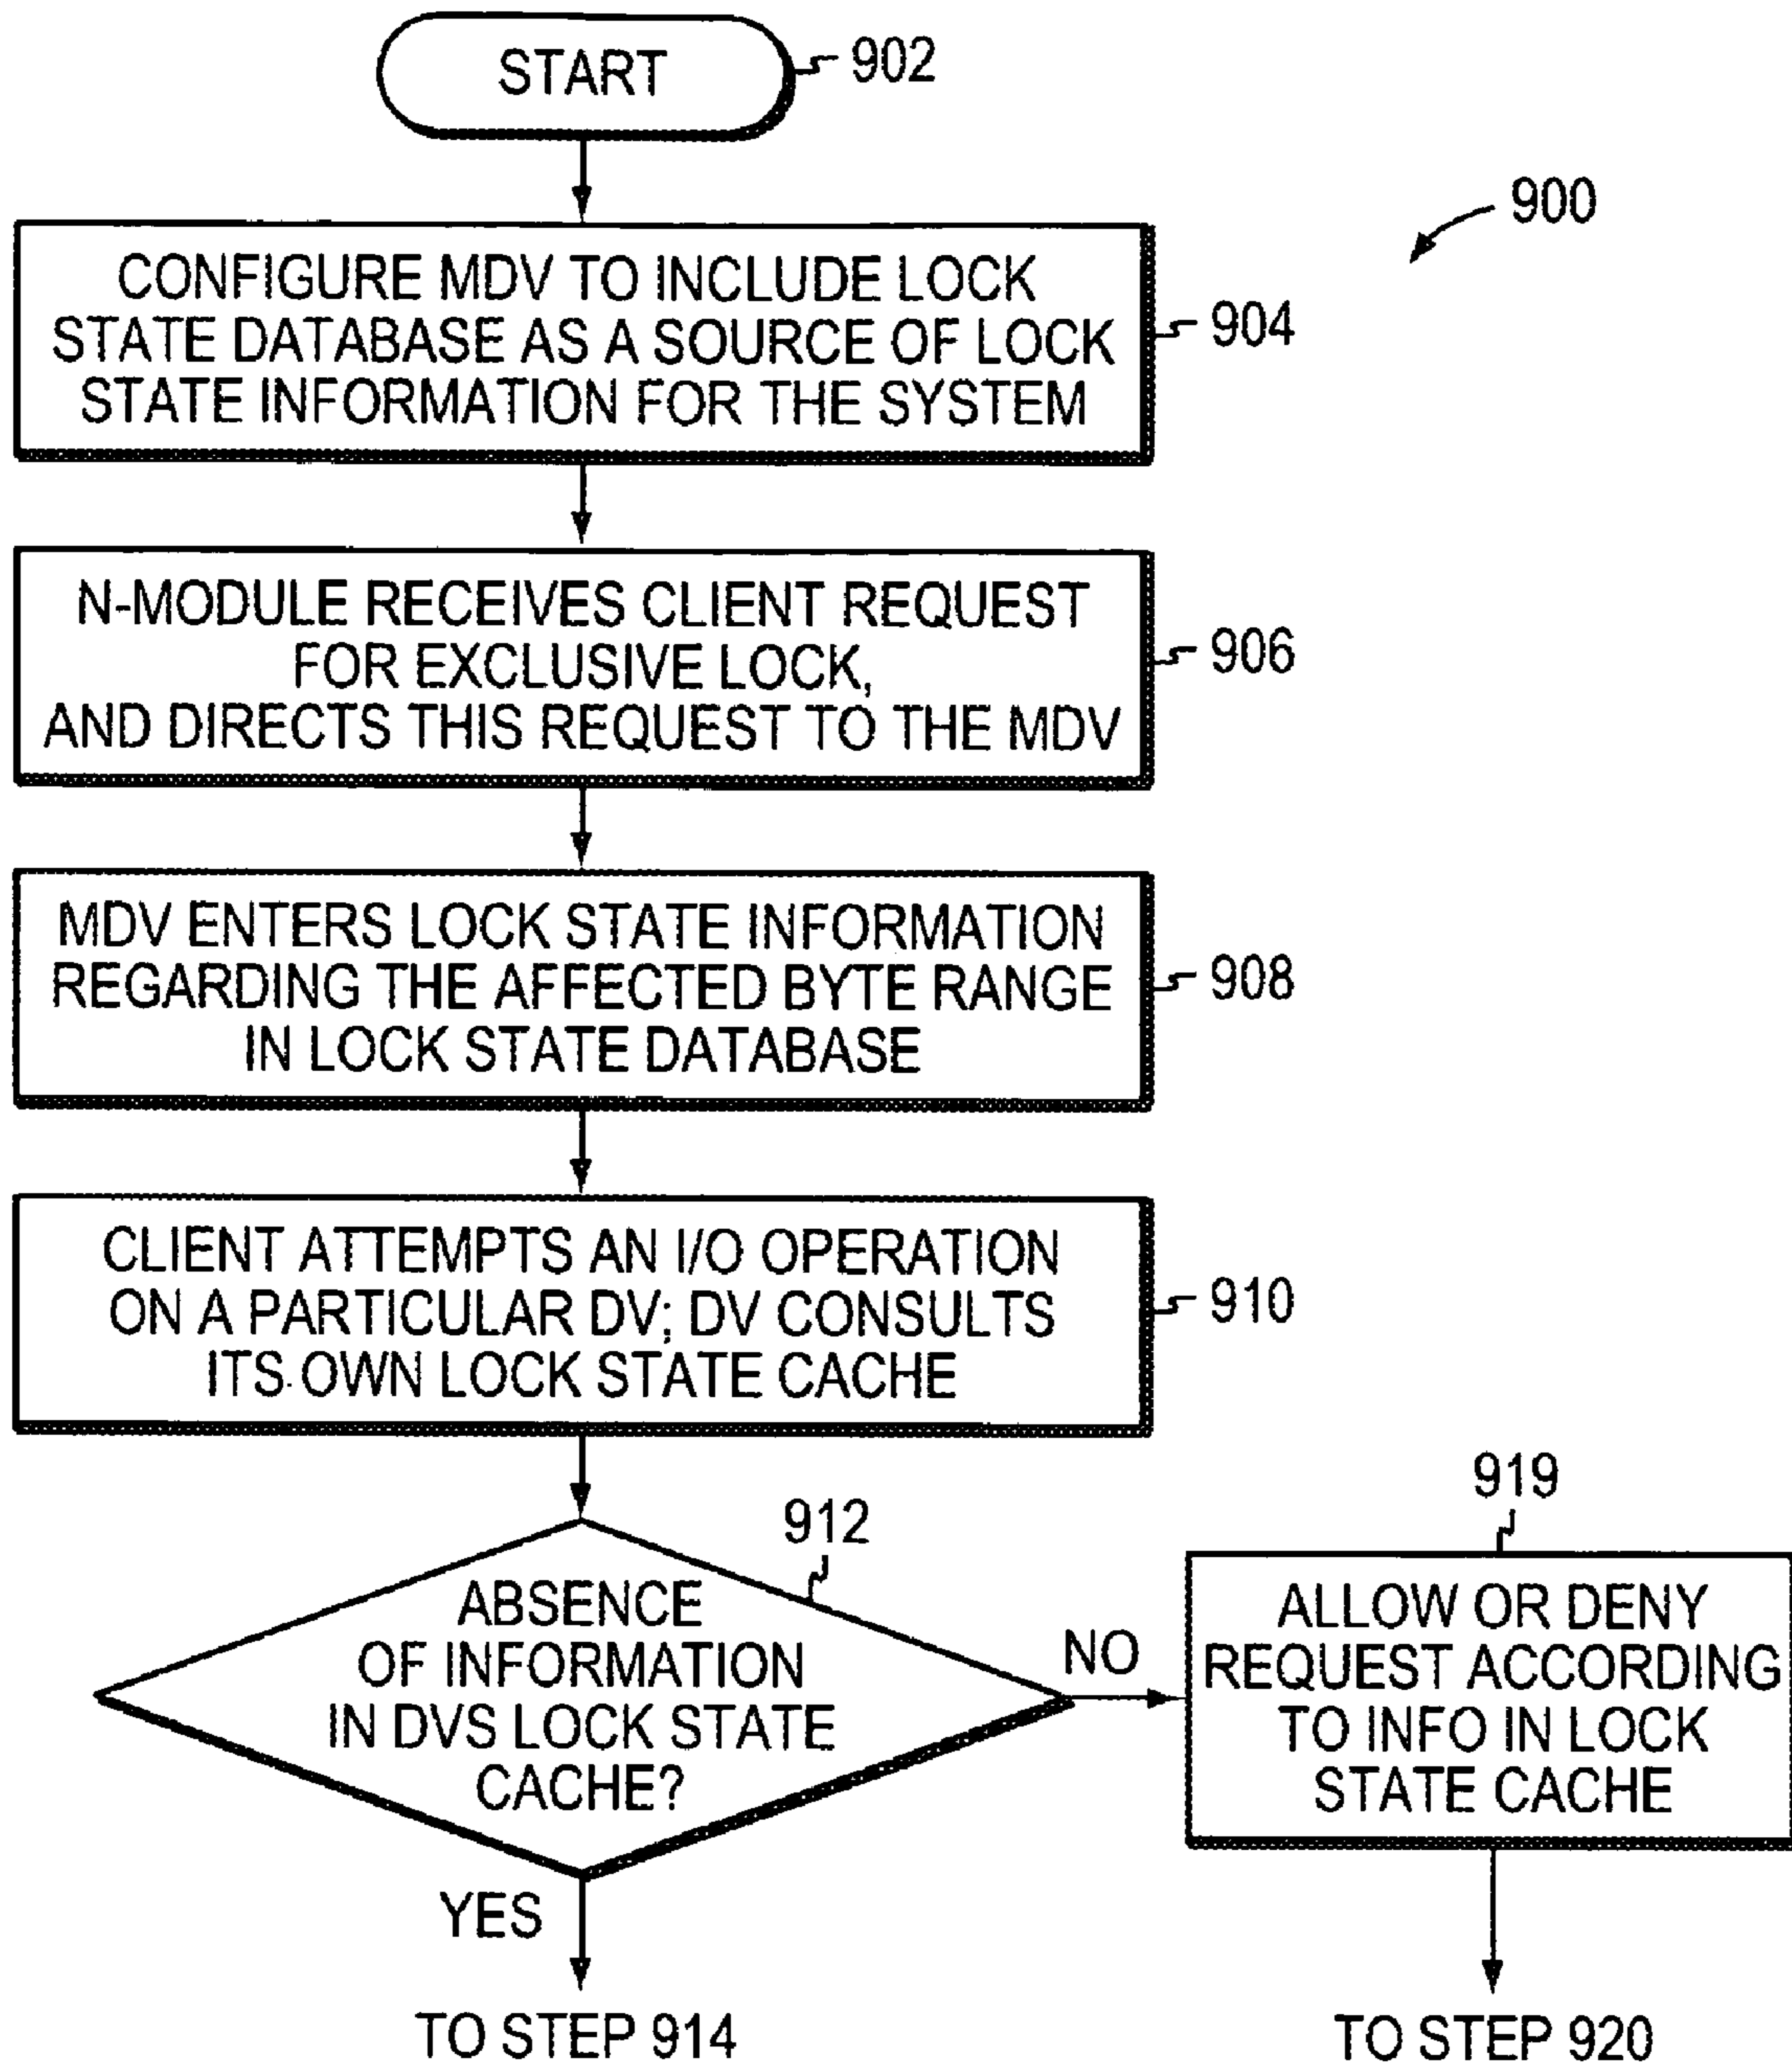 START
902
900
CONFIGURE MDV TO INCLUDE LOCK
STATE DATABASE AS A SOURCE OF LOCK
STATE INFORMATION FOR THE SYSTEM
904
N-MODULE RECEIVES CLIENT REQUEST
FOR EXCLUSIVE LOCK,
AND DIRECTS THIS REQUEST TO THE MDV
906
MDV ENTERS LOCK STATE INFORMATION
REGARDING THE AFFECTED BYTE RANGE
IN LOCK STATE DATABASE
908
CLIENT ATTEMPTS AN I/O OPERATION
ON A PARTICULAR DV; DV CONSULTS
ITS OWN LOCK STATE CACHE
910
912
ABSENCE
OF INFORMATION
IN DVS LOCK STATE
CACHE?
NO
919
ALLOW OR DENY
REQUEST ACCORDING
TO INFO IN LOCK
STATE CACHE
YES
TO STEP 914
TO STEP 920